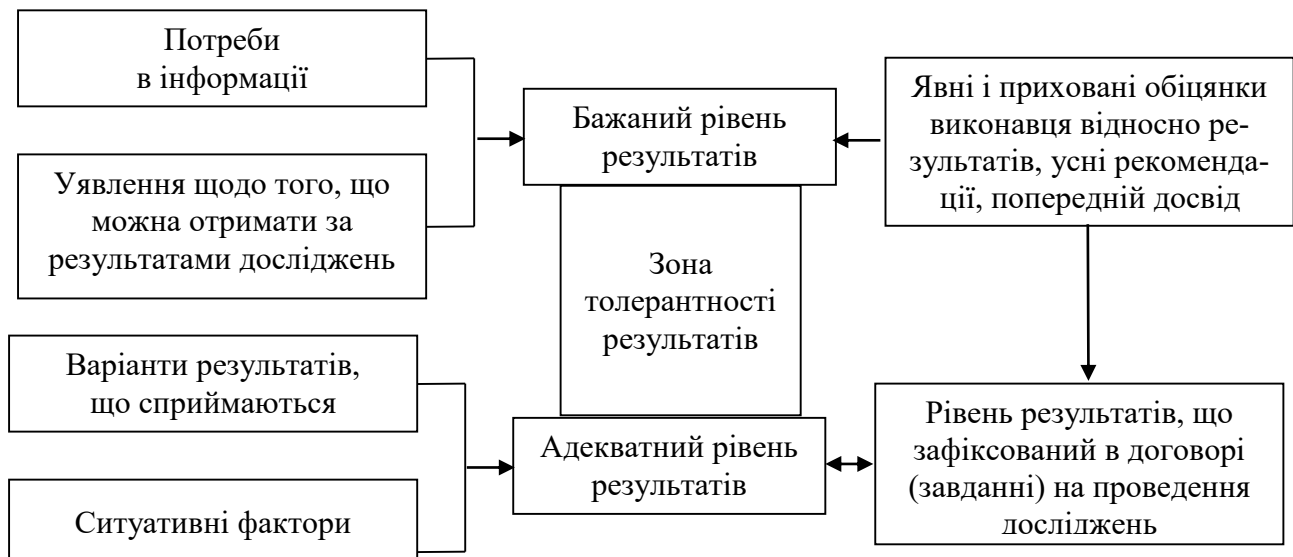 Потреби
в інформації
Уявлення щодо того, що
можна отримати за
результатами досліджень
Варіанти результатів,
що сприймаються
Ситуативні фактори
Бажаний рівень
результатів
Зона
толерантності
результатів
Адекватний рівень
результатів
Явні і приховані обіцянки
виконавця відносно ре-
зультатів, усні рекоменда-
ції, попередній досвід
Рівень результатів, що
зафіксований в договорі
(завданні) на проведення
досліджень